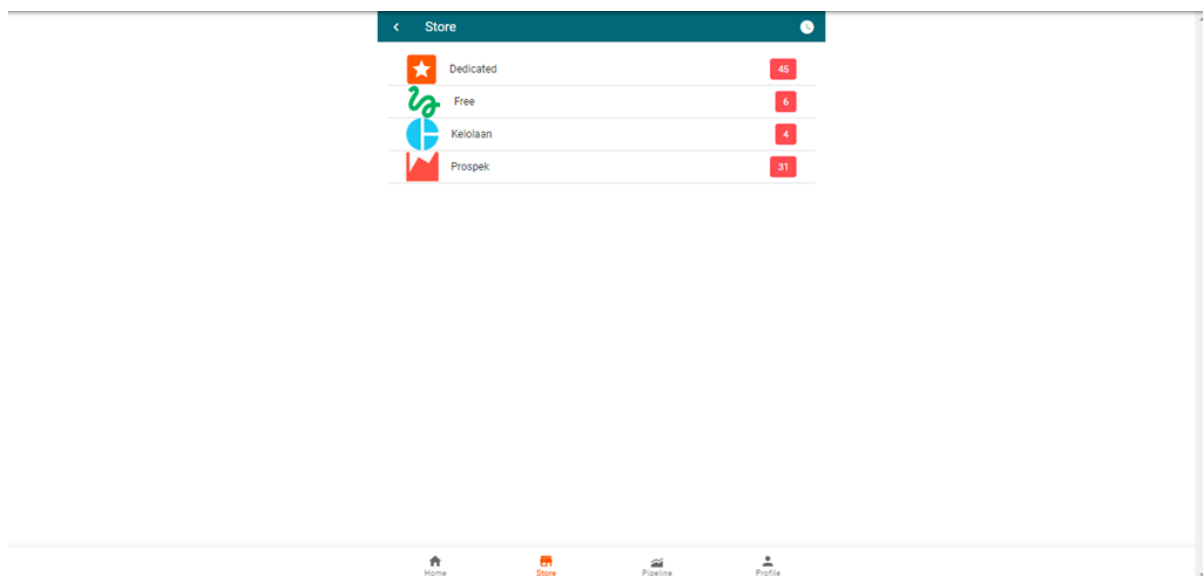 Store
Dedicated 45
Free 6
Kelolaan 4
Prospek 31
Home Store Pipeline Profile